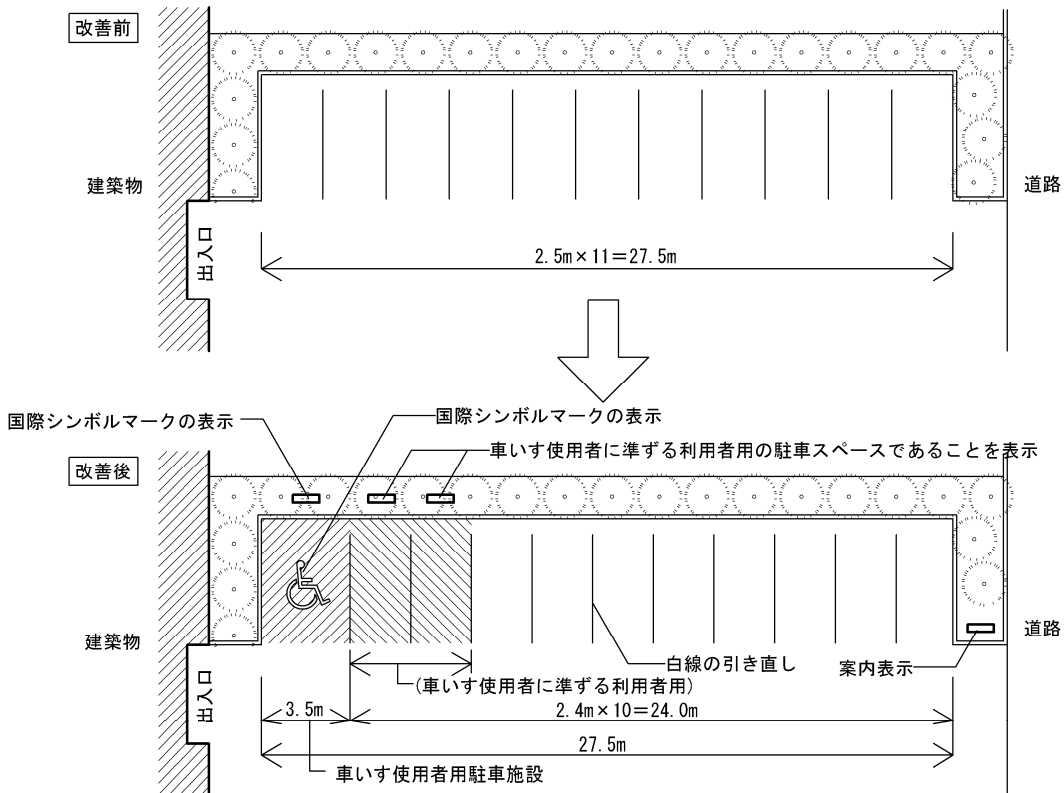 改善前
建築物
道路
出入口
2.5m×11=27.5m
国際シンボルマークの表示
国際シンボルマークの表示
車いす使用者に準ずる利用者用の駐車スペースであることを表示
改善後
建築物
道路
白線の引き直し
案内表示
(車いす使用者に準ずる利用者用)
出入口
3.5m
2.4m×10=24.0m
27.5m
車いす使用者用駐車施設